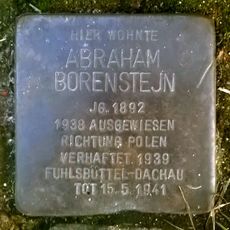 HIER WOHNTE
ABRAHAM
BORENSTEJN
JG. 1892
1938 AUSGEWIESEN
RICHTUNG POLEN
VERHAFTET 1939
FUHLSBÜTTEL-DACHAU
TOT 15.5.1941